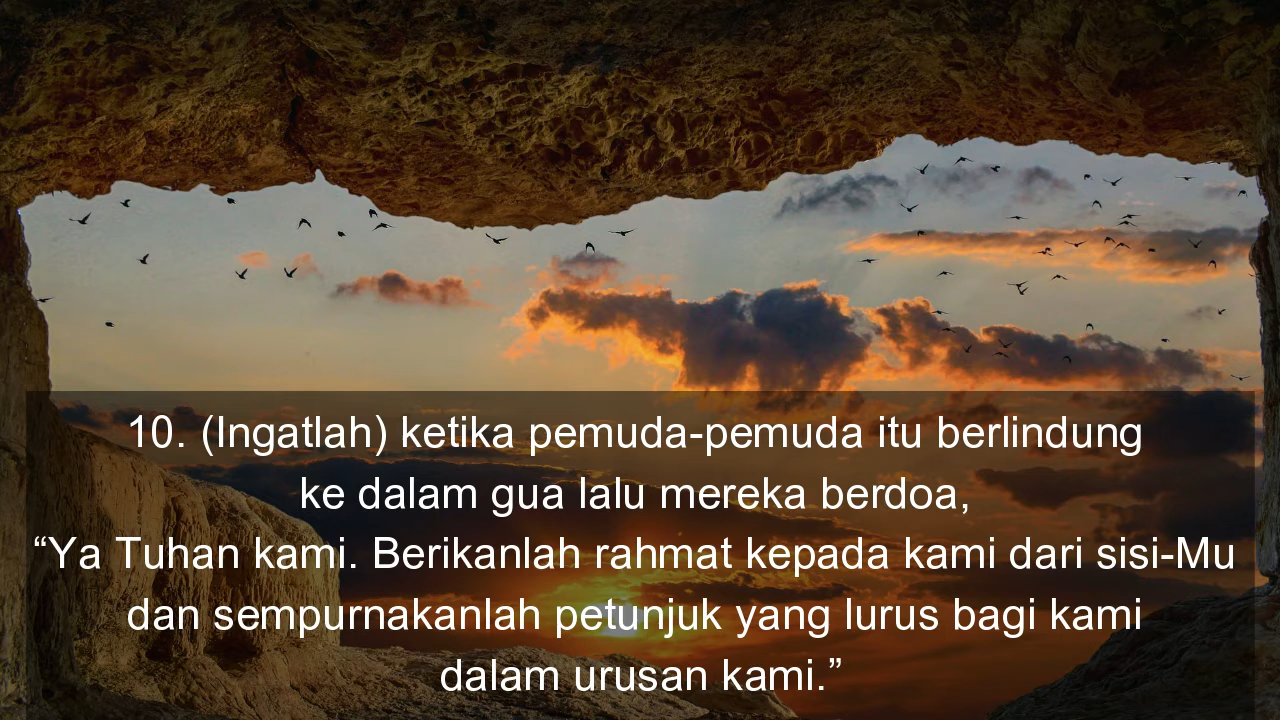 10. (Ingatlah) ketika pemuda-pemuda itu berlindung
ke dalam gua lalu mereka berdoa,
“Ya Tuhan kami. Berikanlah rahmat kepada kami dari sisi-Mu
dan sempurnakanlah petunjuk yang lurus bagi kami
dalam urusan kami.”